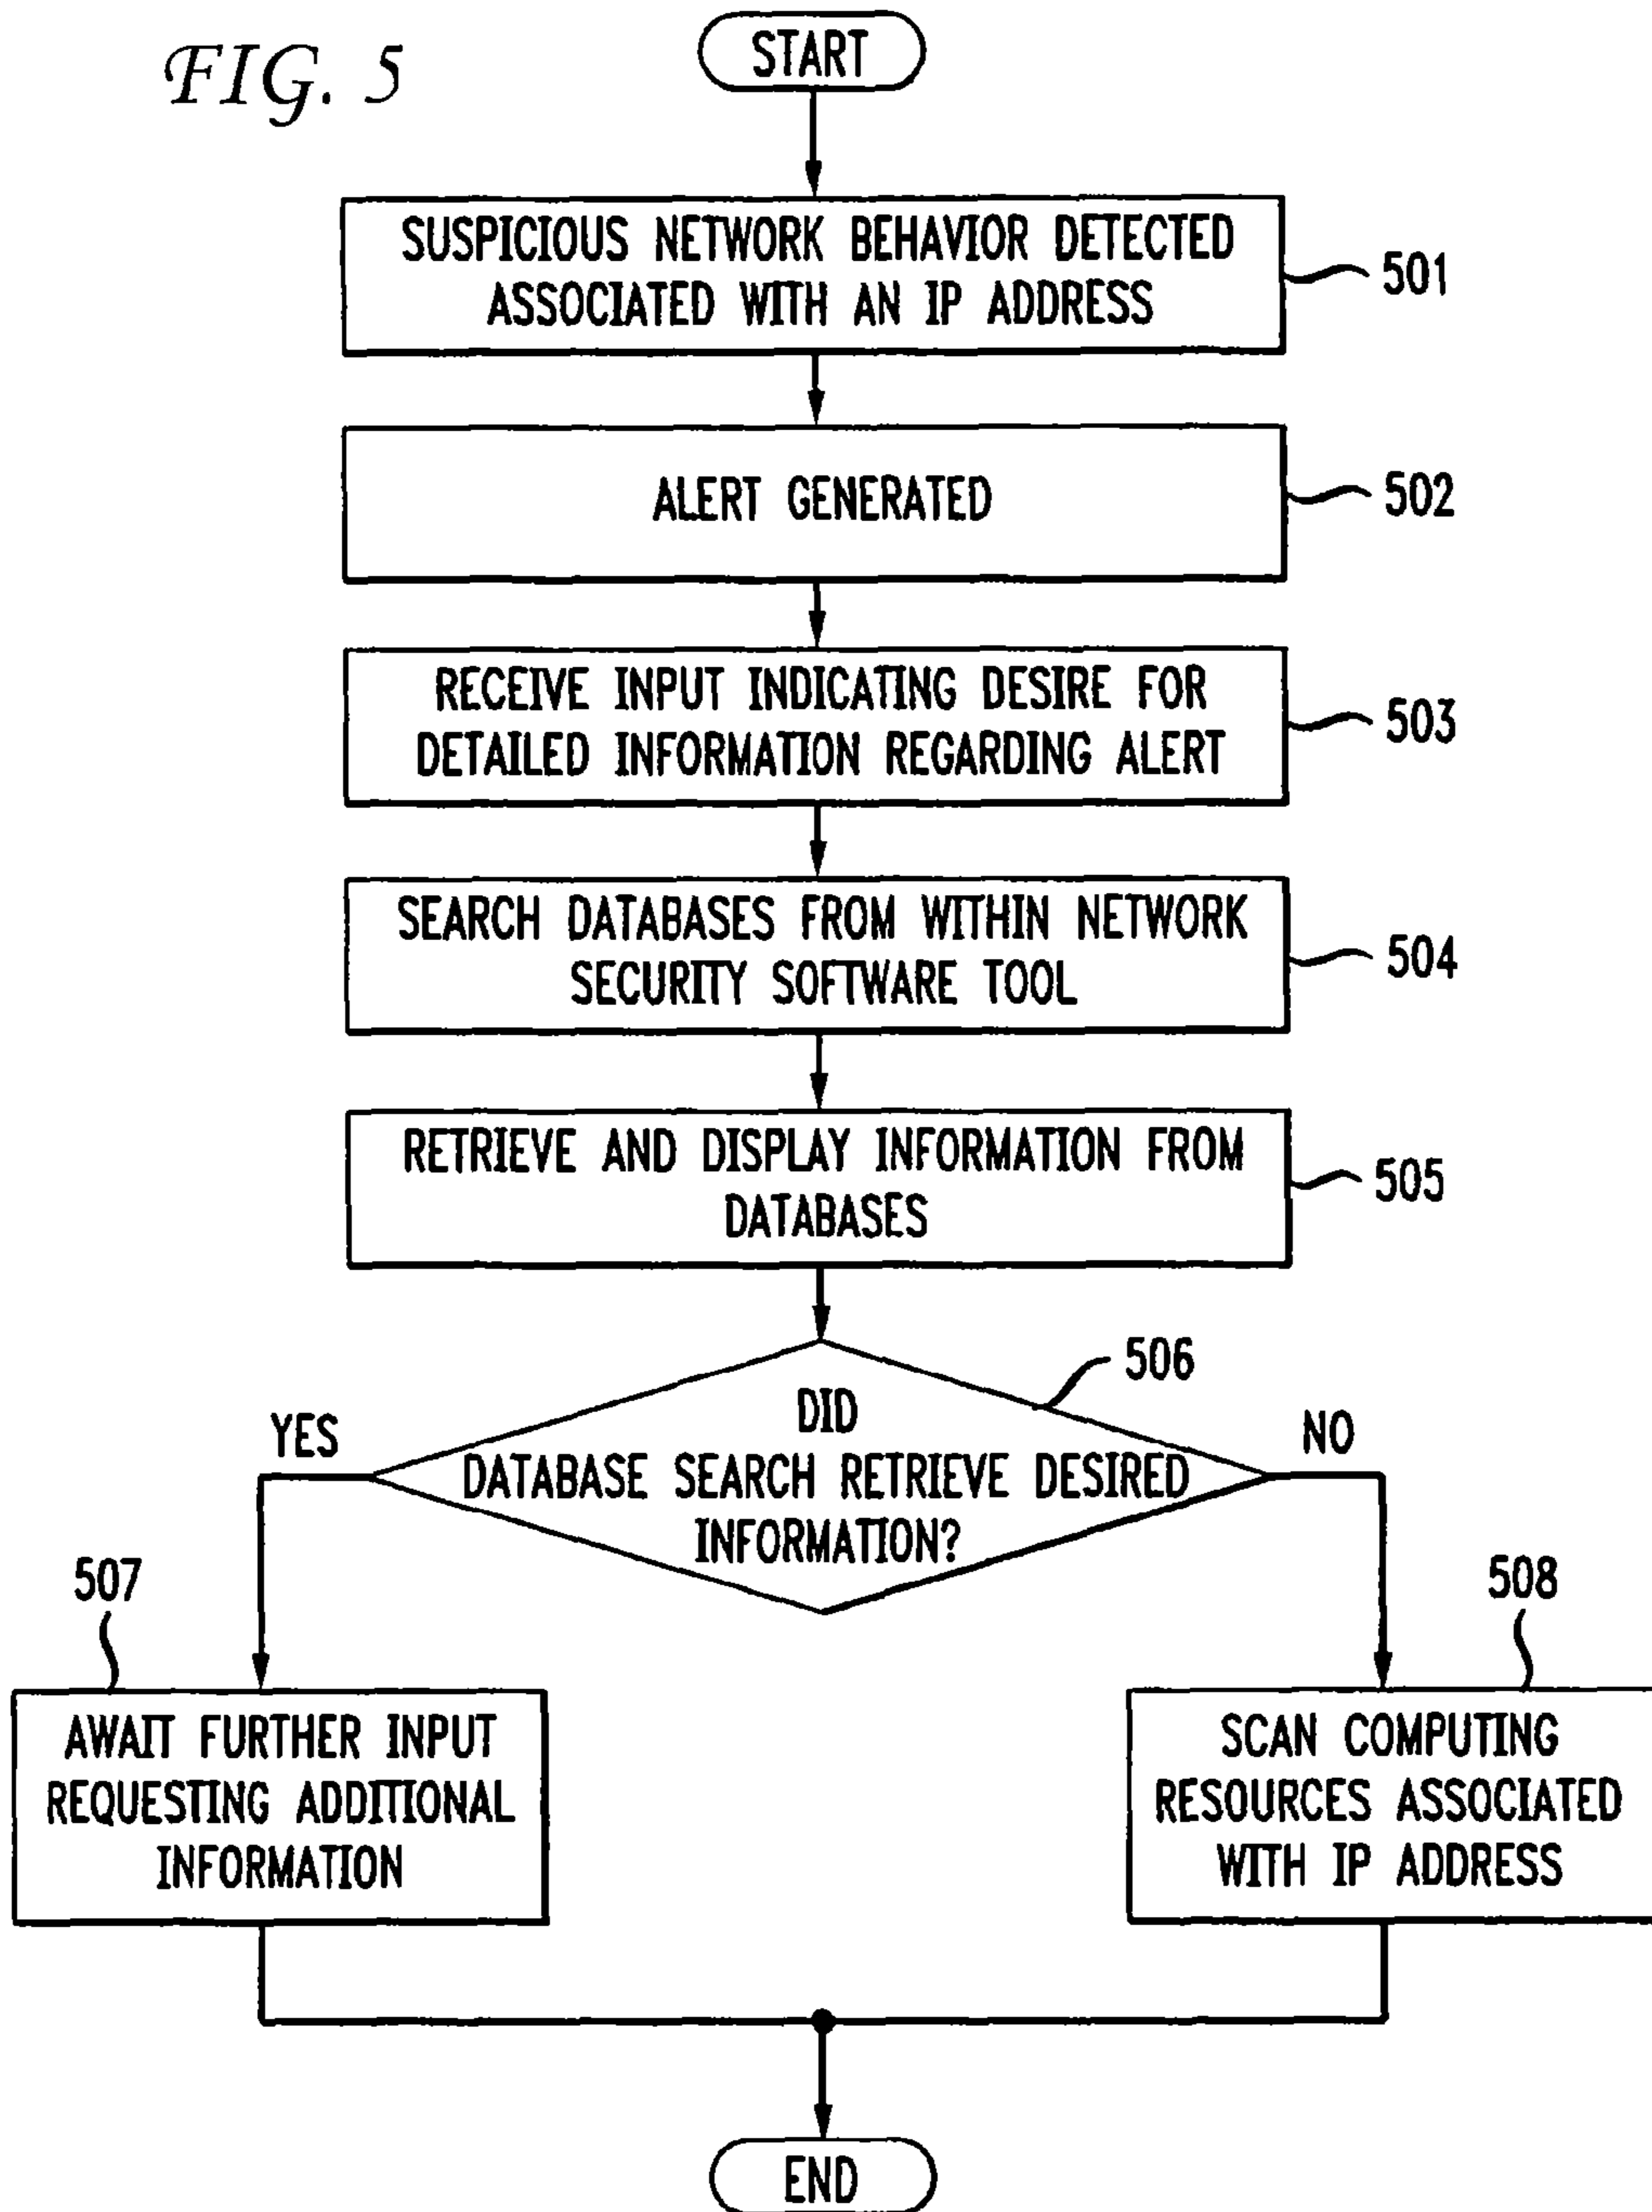 FIG. 5
START
SUSPICIOUS NETWORK BEHAVIOR DETECTED
ASSOCIATED WITH AN IP ADDRESS
501
ALERT GENERATED
502
RECEIVE INPUT INDICATING DESIRE FOR
DETAILED INFORMATION REGARDING ALERT
503
SEARCH DATABASES FROM WITHIN NETWORK
SECURITY SOFTWARE TOOL
504
RETRIEVE AND DISPLAY INFORMATION FROM
DATABASES
505
506
DID
DATABASE SEARCH RETRIEVE DESIRED
INFORMATION?
YES
NO
507
AWAIT FURTHER INPUT
REQUESTING ADDITIONAL
INFORMATION
508
SCAN COMPUTING
RESOURCES ASSOCIATED
WITH IP ADDRESS
END